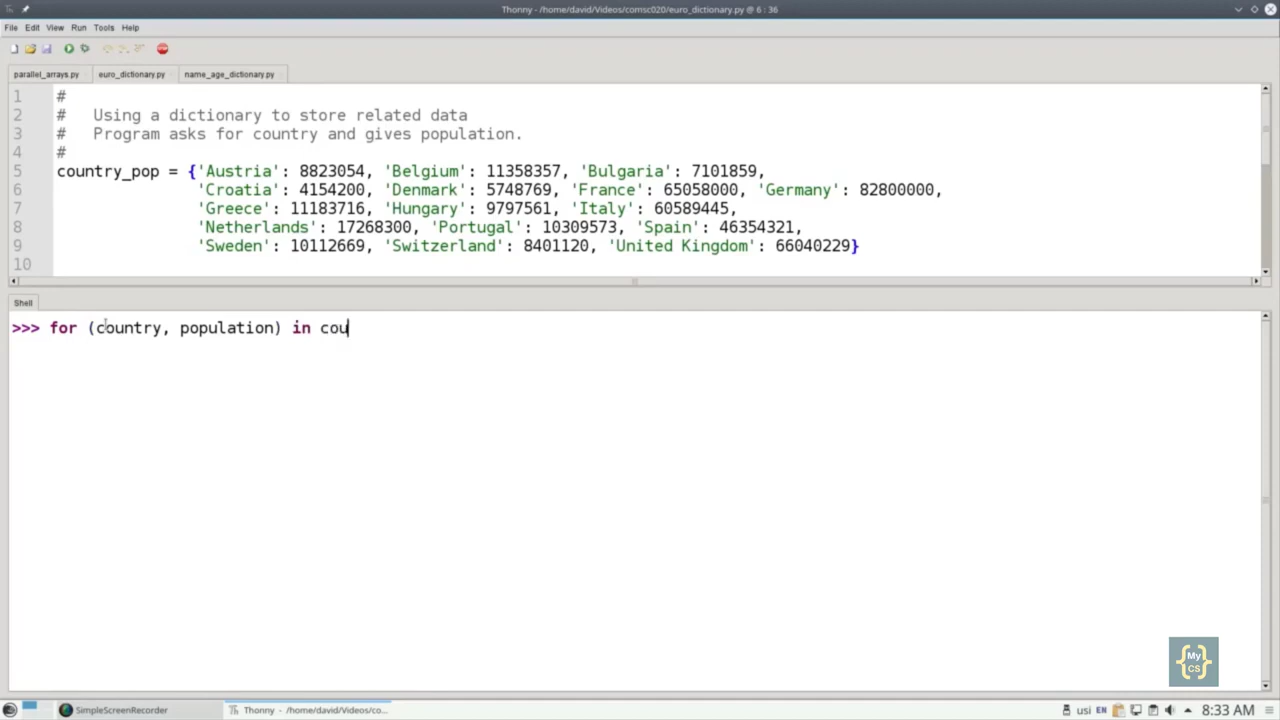 Thonny - /home/david/Videos/comsc020/euro_dictionary.py @ 6 : 36
File Edit View Run Tools Help
parallel_arrays.py euro_dictionary.py name_age_dictionary.py
1 #
2 #   Using a dictionary to store related data
3 #   Program asks for country and gives population.
4 #
5 country_pop = {'Austria': 8823054, 'Belgium': 11358357, 'Bulgaria': 7101859,
6                'Croatia': 4154200, 'Denmark': 5748769, 'France': 65058000, 'Germany': 82800000,
7                'Greece': 11183716, 'Hungary': 9797561, 'Italy': 60589445,
8                'Netherlands': 17268300, 'Portugal': 10309573, 'Spain': 46354321,
9                'Sweden': 10112669, 'Switzerland': 8401120, 'United Kingdom': 66040229}
10
Shell
>>> for (country, population) in cou
My
CS
SimpleScreenRecorder Thonny - /home/david/Videos/co... usi EN 8:33 AM